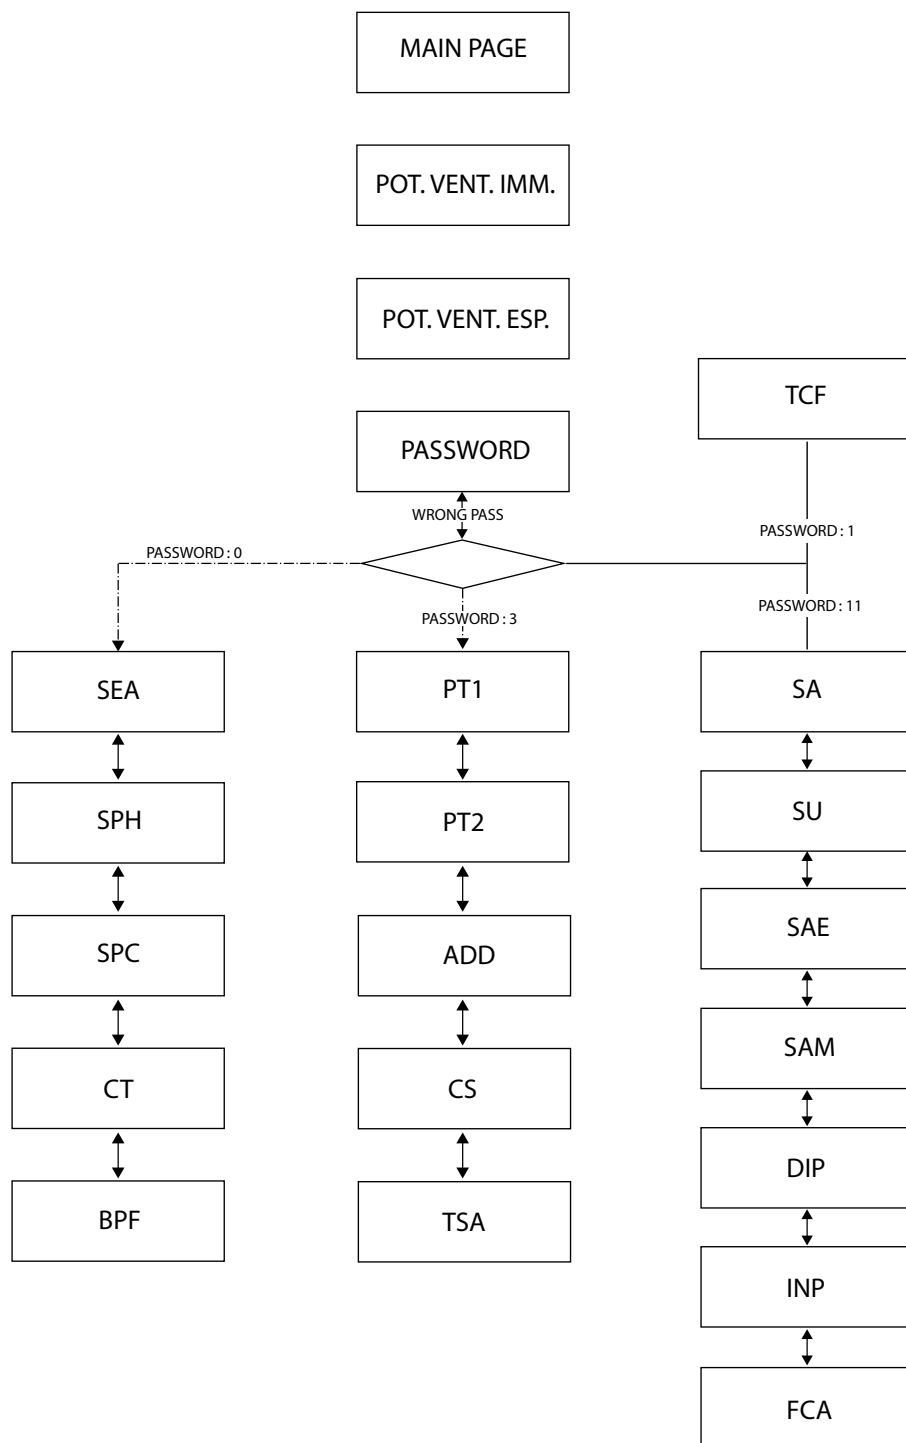 MAIN PAGE
POT. VENT. IMM.
POT. VENT. ESP.
TCF
PASSWORD
WRONG PASS
PASSWORD : 1
PASSWORD : 0
PASSWORD : 11
PASSWORD : 3
SEA
PT1
SA
SPH
PT2
SU
SPC
ADD
SAE
SAM
CT
CS
DIP
BPF
TSA
INP
FCA